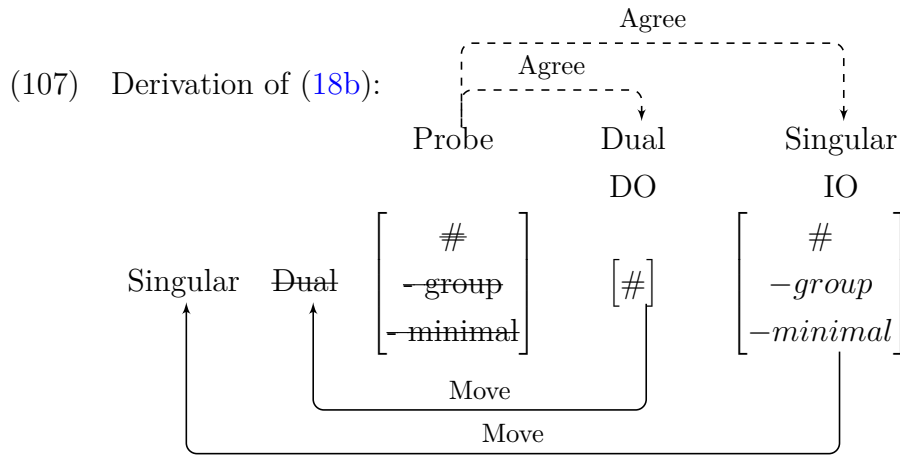 Agree
(107) Derivation of (18b):
Agree
Probe Dual Singular
DO IO
# #
Singular Dual - group [#] −group
- minimal −minimal
Move
Move